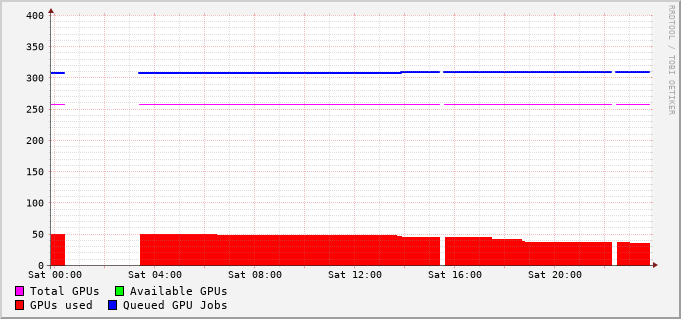 400
350
300
250
200
150
100
50
0
Sat 00:00 Sat 04:00 Sat 08:00 Sat 12:00 Sat 16:00 Sat 20:00
Total GPUs Available GPUs
GPUs used Queued GPU Jobs
RRDTOOL / TOBI OETIKER